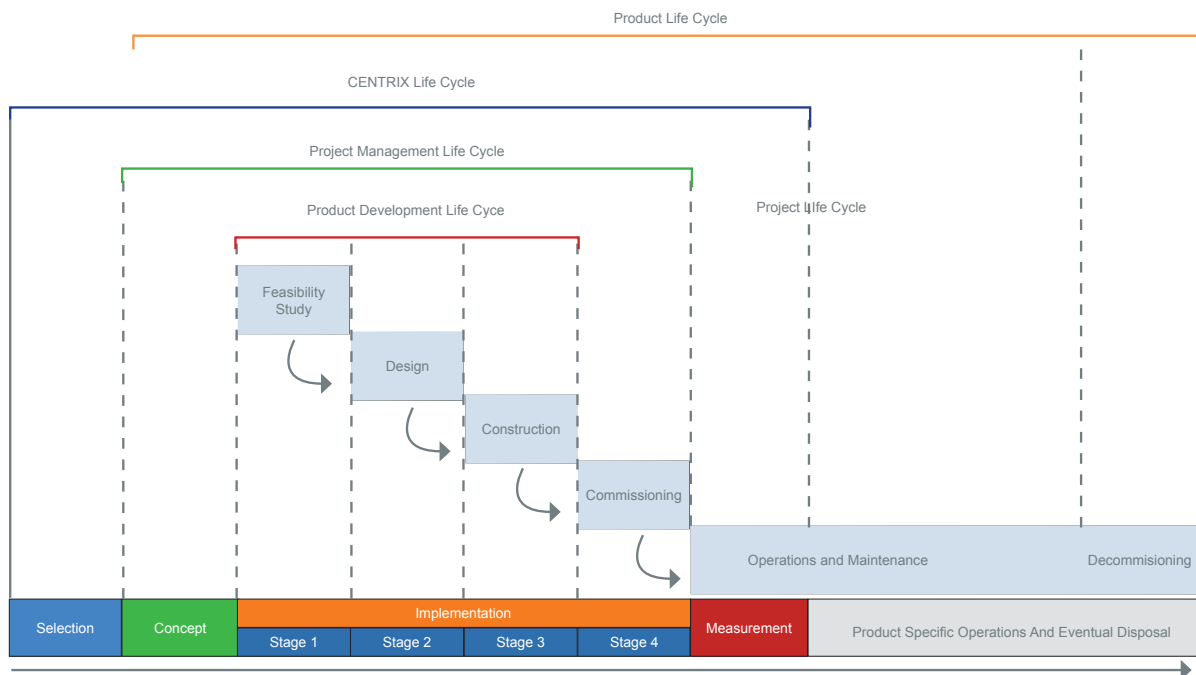 Product Life Cycle
CENTRIX Life Cycle
Project Management Life Cycle
Product Development Life Cyce
Project LIfe Cycle
Feasibility
Study
Design
Construction
Commissioning
Operations and Maintenance
Decommisioning
Selection
Concept
Implementation
Stage 1
Stage 2
Stage 3
Stage 4
Measurement
Product Specific Operations And Eventual Disposal